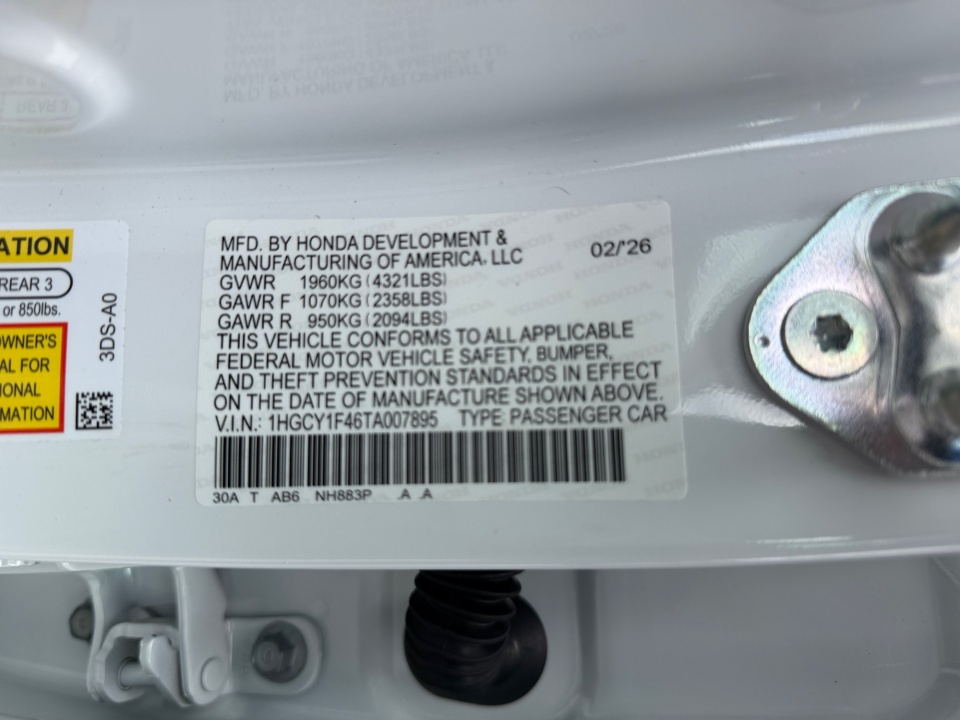 ATION
REAR 3
or 850lbs.
OWNER'S
AL FOR
IONAL
MATION
3DS-A0
MFD. BY HONDA DEVELOPMENT &
MANUFACTURING OF AMERICA, LLC 02/'26
GVWR 1960KG (4321LBS)
GAWR F 1070KG (2358LBS)
GAWR R 950KG (2094LBS)
THIS VEHICLE CONFORMS TO ALL APPLICABLE
FEDERAL MOTOR VEHICLE SAFETY, BUMPER,
AND THEFT PREVENTION STANDARDS IN EFFECT
ON THE DATE OF MANUFACTURE SHOWN ABOVE.
V.I.N.: 1HGCY1F46TA007895 TYPE: PASSENGER CAR
30A T AB6 NH883P .A .A